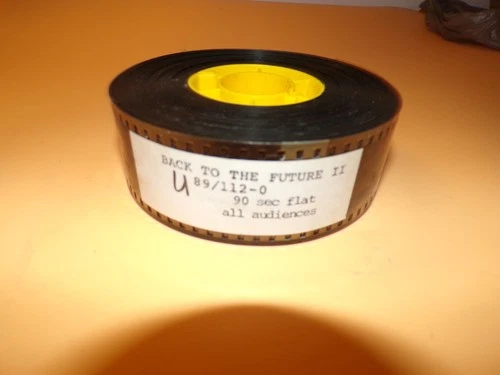 BACK TO THE FUTURE II
U 89/112-0
90 sec flat
all audiences